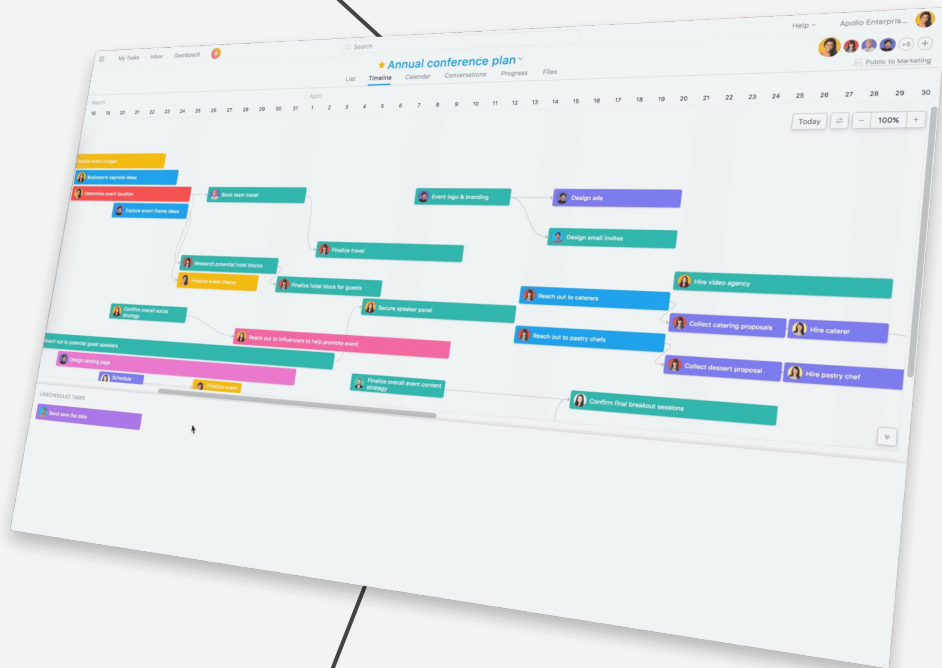 My Tasks Inbox Dashboard +
Search
Help
Apollo Enterpris...
Annual conference plan
+5 +
Public to Marketing
List Timeline Calendar Conversations Progress Files
March
April
18 19 20 21 22 23 24 25 26 27 28 29 30 31 1 2 3 4 5 6 7 8 9 10 11 12 13 14 15 16 17 18 19 20 21 22 23 24 25 26 27 28 29 30
Today
− 100% +
Finalize event budget
Brainstorm keynote ideas
Determine event location
Explore event theme ideas
Book team travel
Event logo & branding
Design ads
Design email invites
Finalize travel
Research potential hotel blocks
Finalize event theme
Finalize hotel block for guests
Hire video agency
Reach out to caterers
Secure speaker panel
Confirm overall social
strategy
Collect catering proposals
Hire caterer
Reach out to influencers to help promote event
Reach out to pastry chefs
Reach out to potential guest speakers
Design landing page
Collect dessert proposal
Hire pastry chef
Schedule
Finalize event
Finalize overall event content
strategy
Confirm final breakout sessions
UNSCHEDULED TASKS
Send save the date